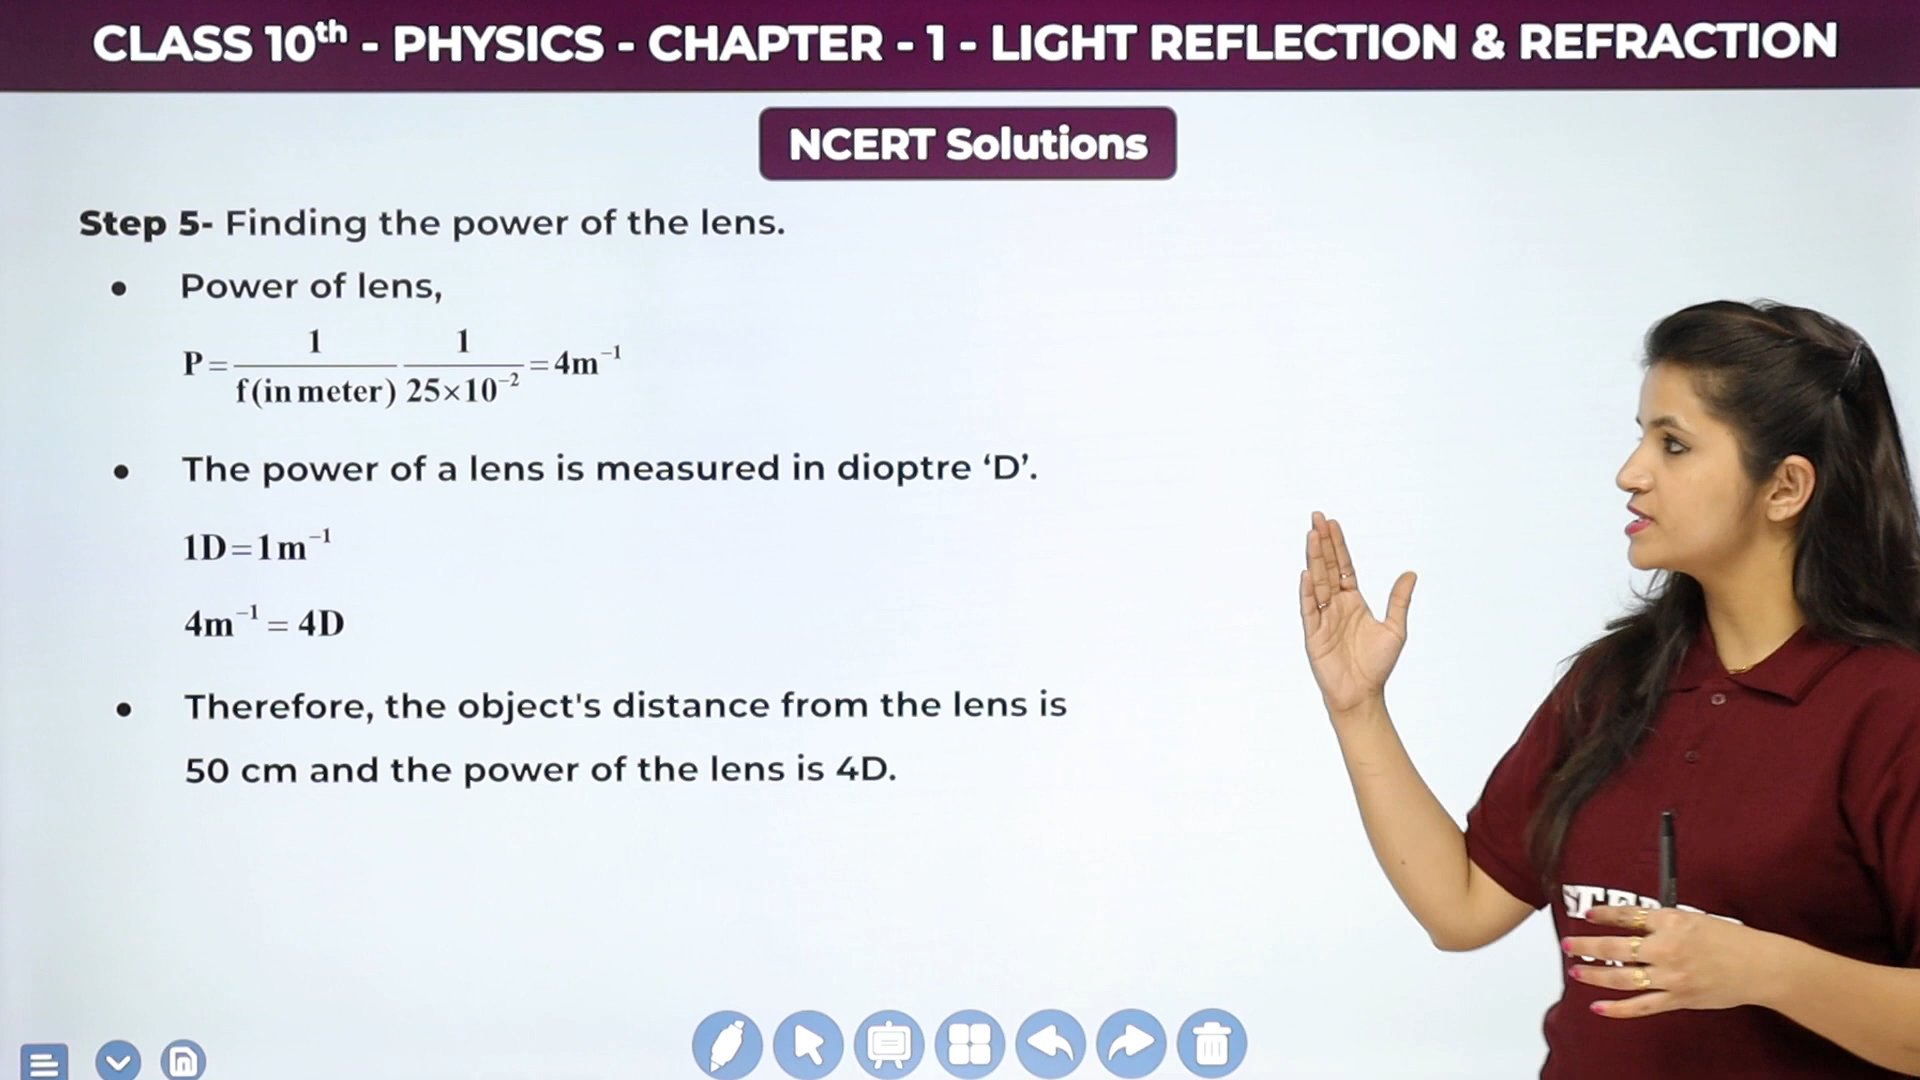 CLASS 10th - PHYSICS - CHAPTER - 1 - LIGHT REFLECTION & REFRACTION
NCERT Solutions
Step 5- Finding the power of the lens.
• Power of lens,
P = 1/f(in meter) 1/25×10⁻² = 4m⁻¹
• The power of a lens is measured in dioptre ‘D’.
1D=1m⁻¹
4m⁻¹ = 4D
• Therefore, the object's distance from the lens is
50 cm and the power of the lens is 4D.